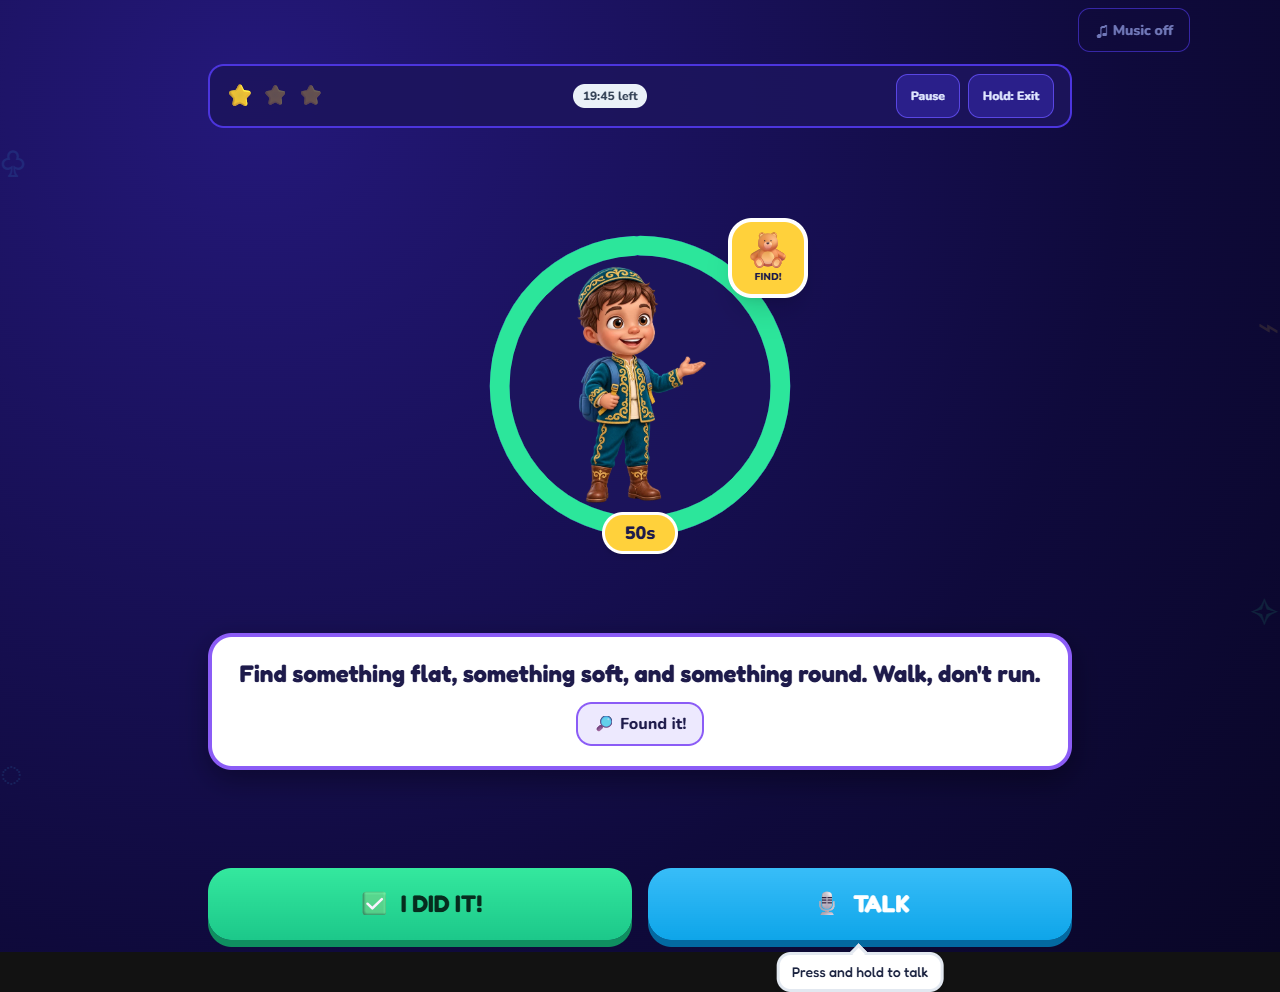 ♫ Music off
19:45 left
Pause
Hold: Exit
FIND!
50s
Find something flat, something soft, and something round. Walk, don't run.
Found it!
I DID IT!
TALK
Press and hold to talk